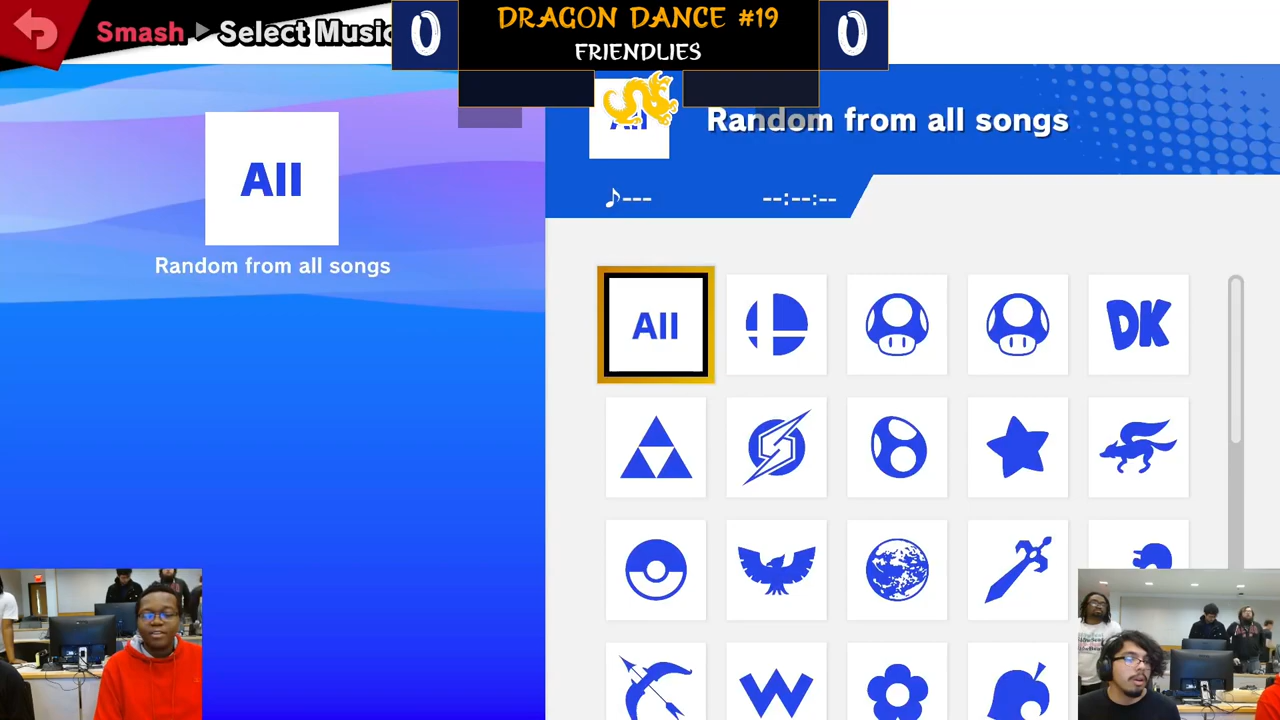 Smash ▶ Select Music
0
DRAGON DANCE #19
FRIENDLIES
0
All
Random from all songs
All
Random from all songs
♪---
--:--:--
All
DK
W